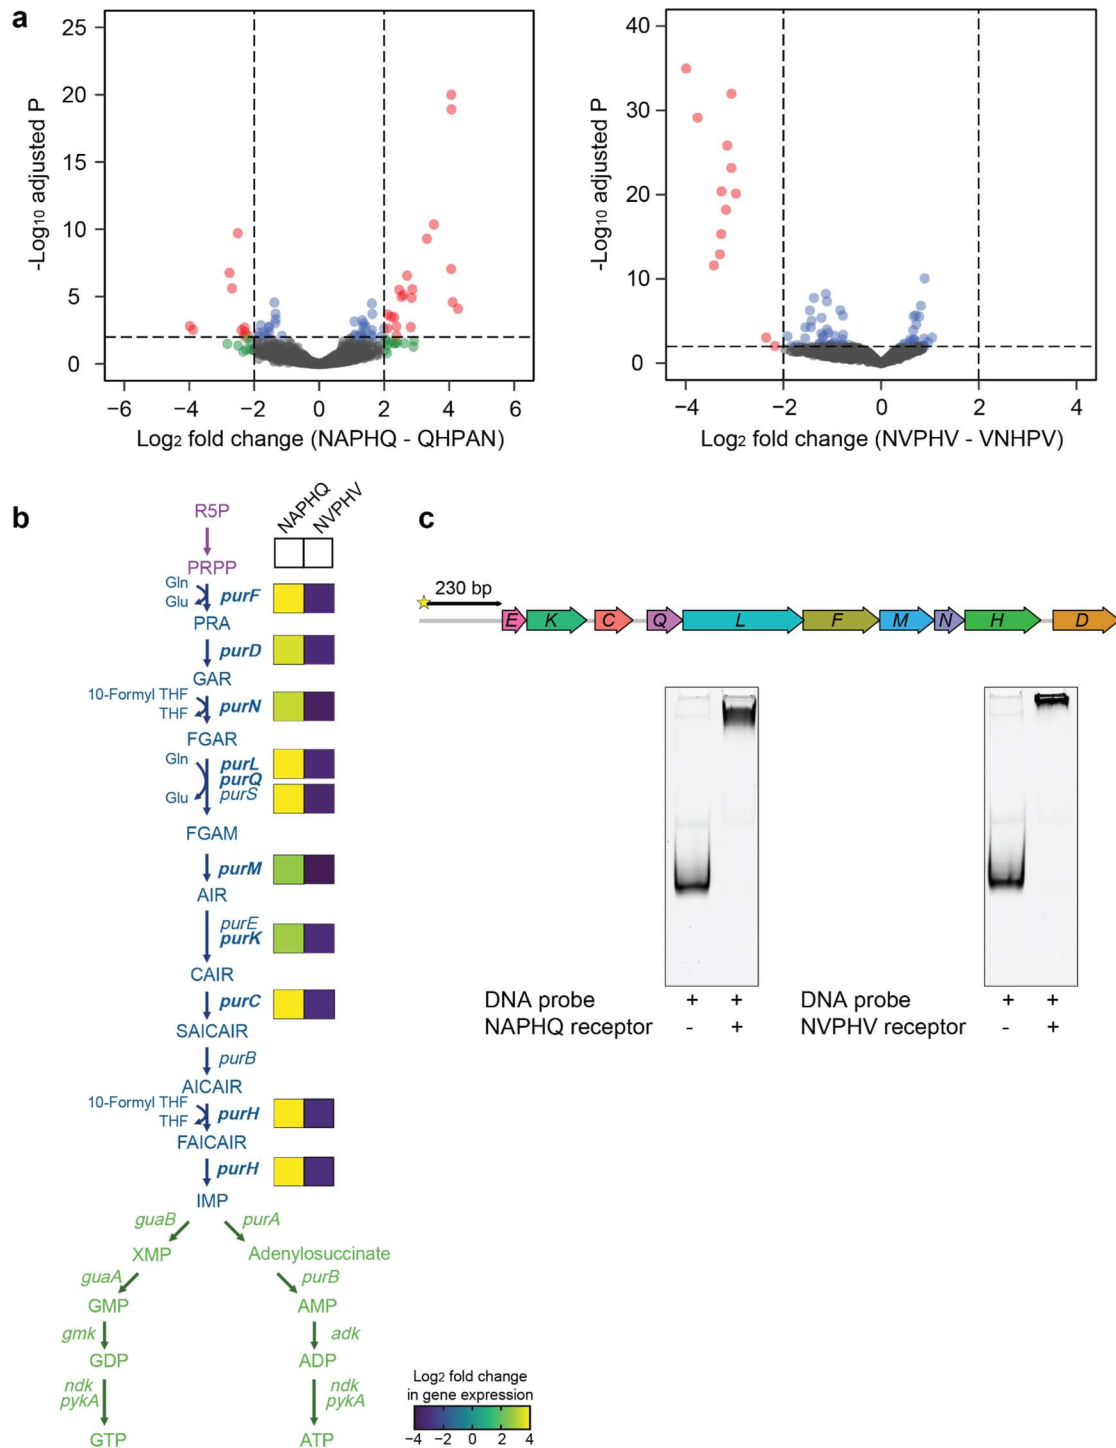 a
25
20
15
10
5
0
-Log10 adjusted P
−6 −4 −2 0 2 4 6
Log2 fold change (NAPHQ - QHPAN)
40
30
20
10
0
-Log10 adjusted P
−4 −2 0 2 4
Log2 fold change (NVPHV - VNHPV)
b
NAPHQ
NVPHV
R5P
PRPP
Gln
Glu
purF
PRA
purD
GAR
10-Formyl THF
THF
purN
FGAR
Gln
Glu
purL
purQ
purS
FGAM
purM
AIR
purE
purK
CAIR
purC
SAICAIR
purB
AICAIR
10-Formyl THF
THF
purH
FAICAIR
purH
IMP
guaB
purA
XMP
Adenylosuccinate
guaA
purB
GMP
AMP
gmk
adk
GDP
ADP
ndk
pykA
ndk
pykA
GTP
ATP
Log2 fold change
in gene expression
−4 −2 0 2 4
c
230 bp
E K C Q L F M N H D
DNA probe + +
NAPHQ receptor - +
DNA probe + +
NVPHV receptor - +